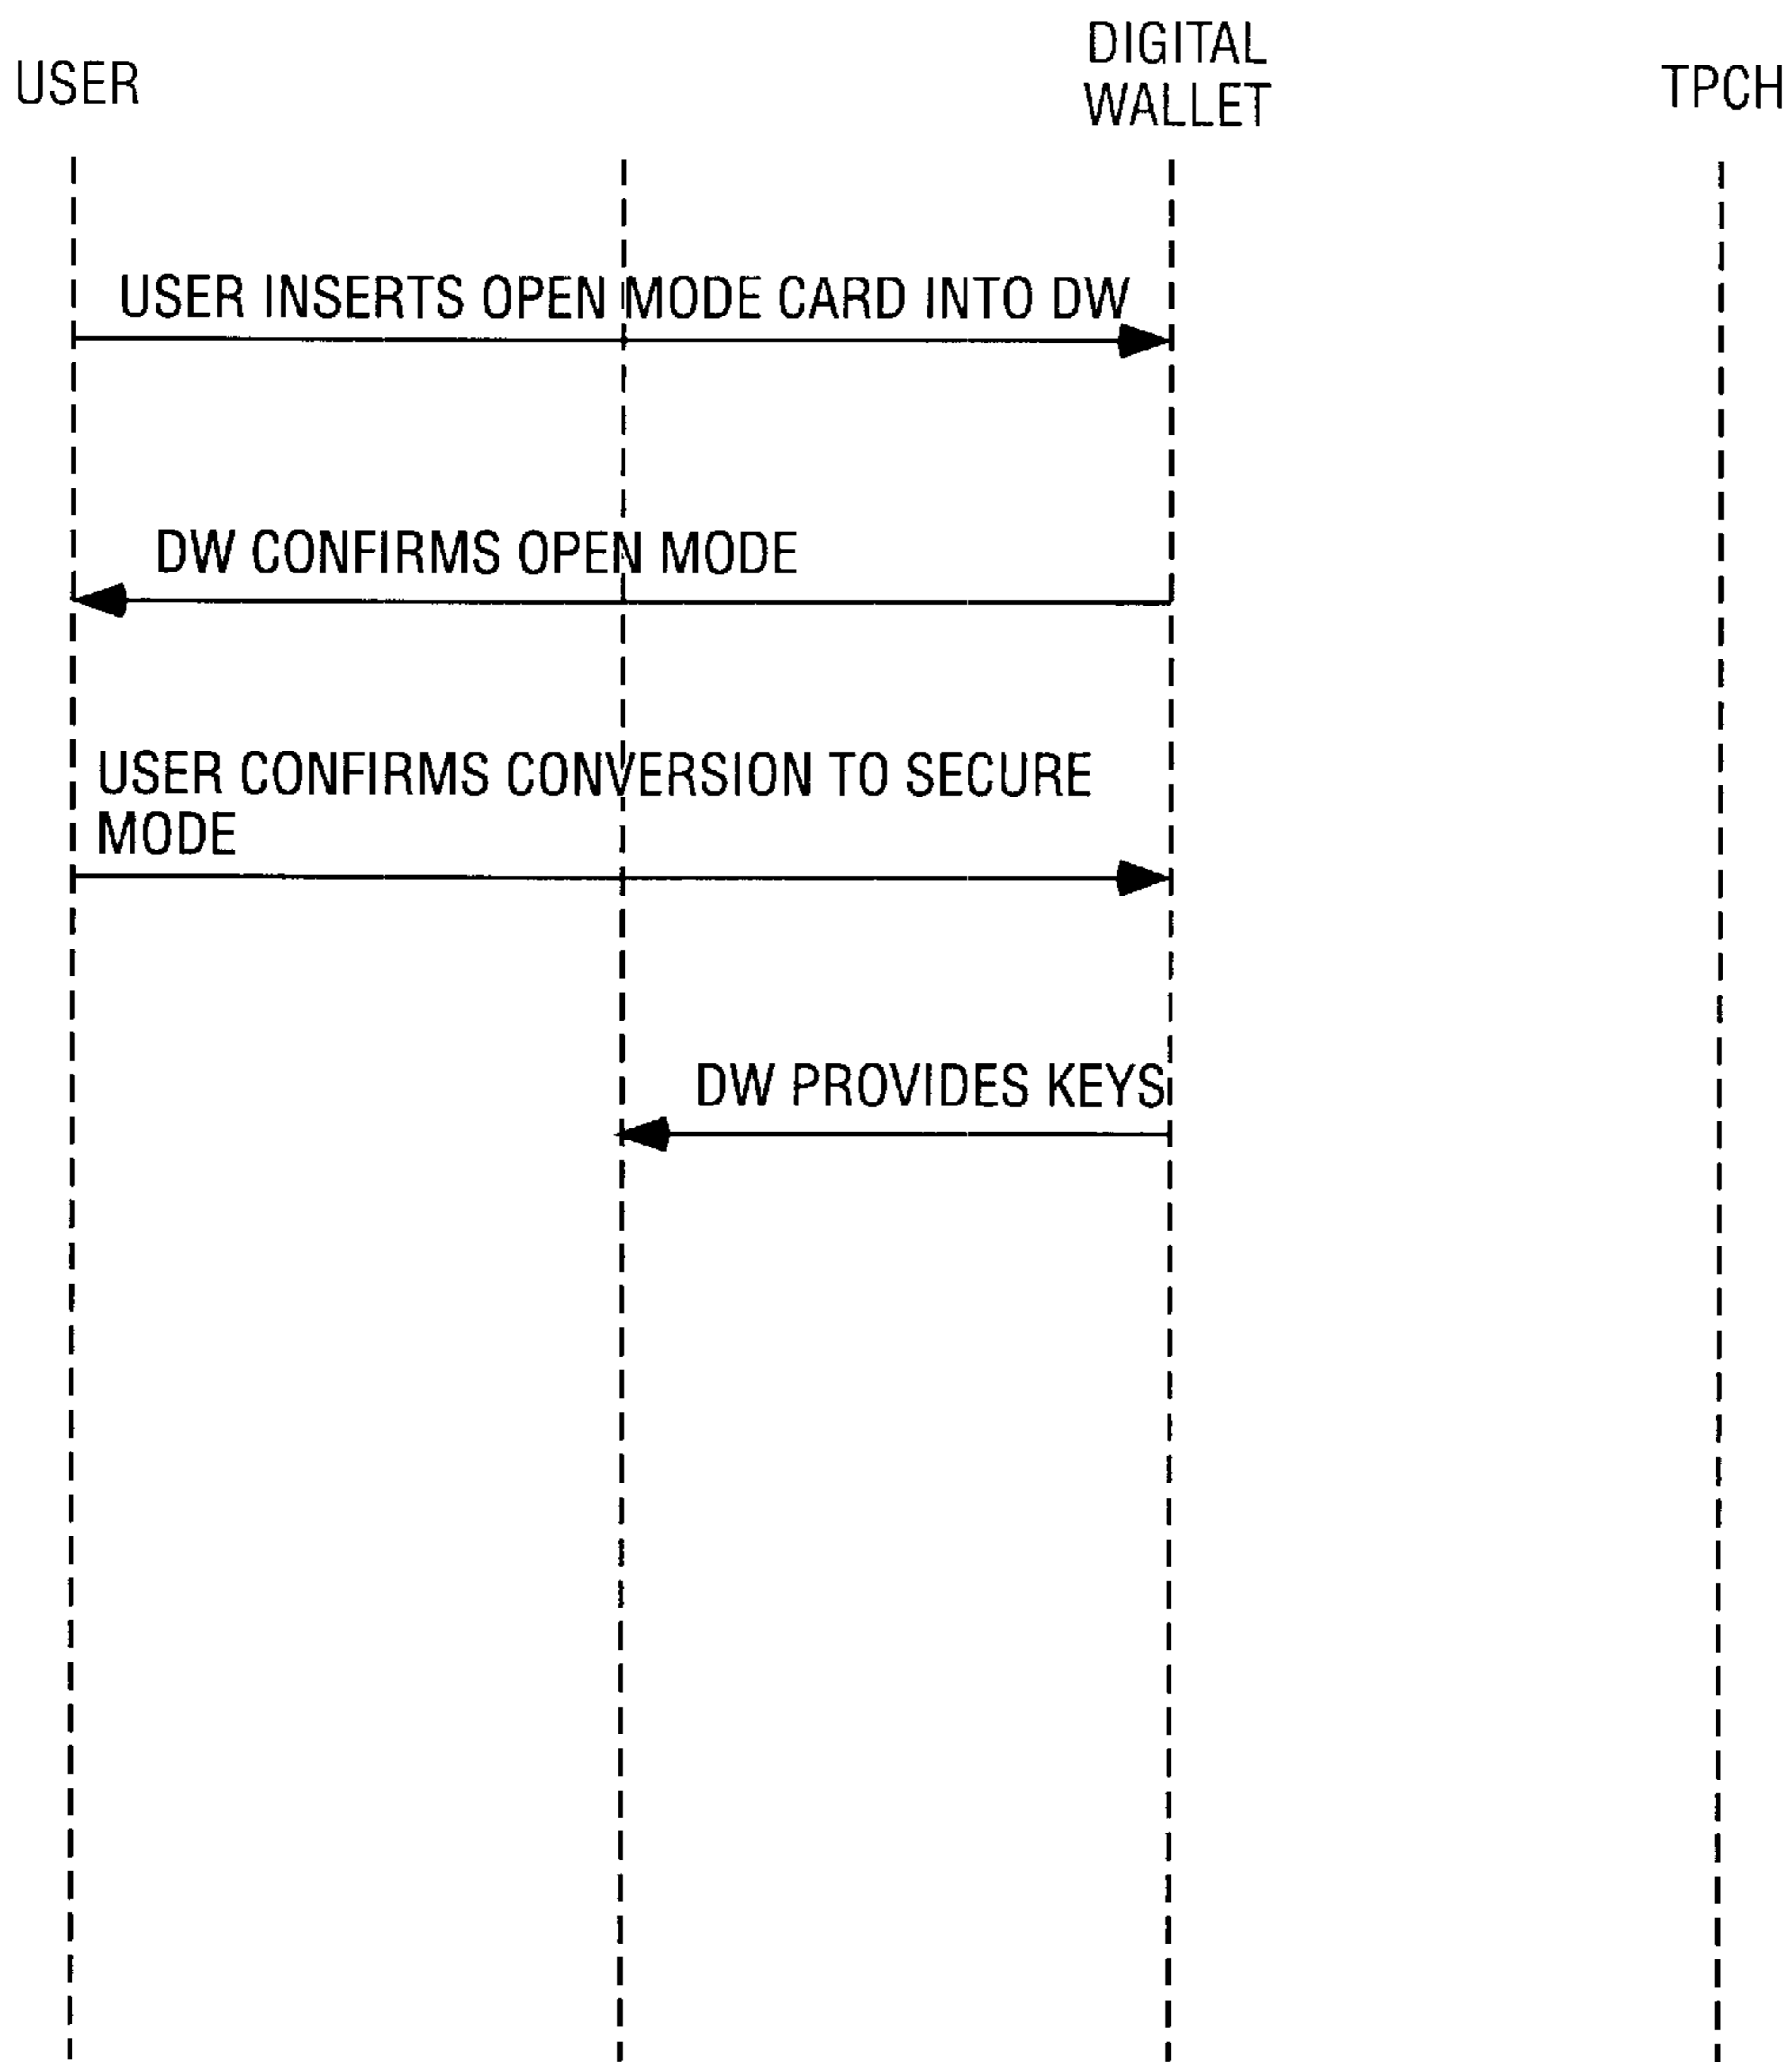 USER
DIGITAL
WALLET
TPCH
USER INSERTS OPEN MODE CARD INTO DW
DW CONFIRMS OPEN MODE
USER CONFIRMS CONVERSION TO SECURE
MODE
DW PROVIDES KEYS